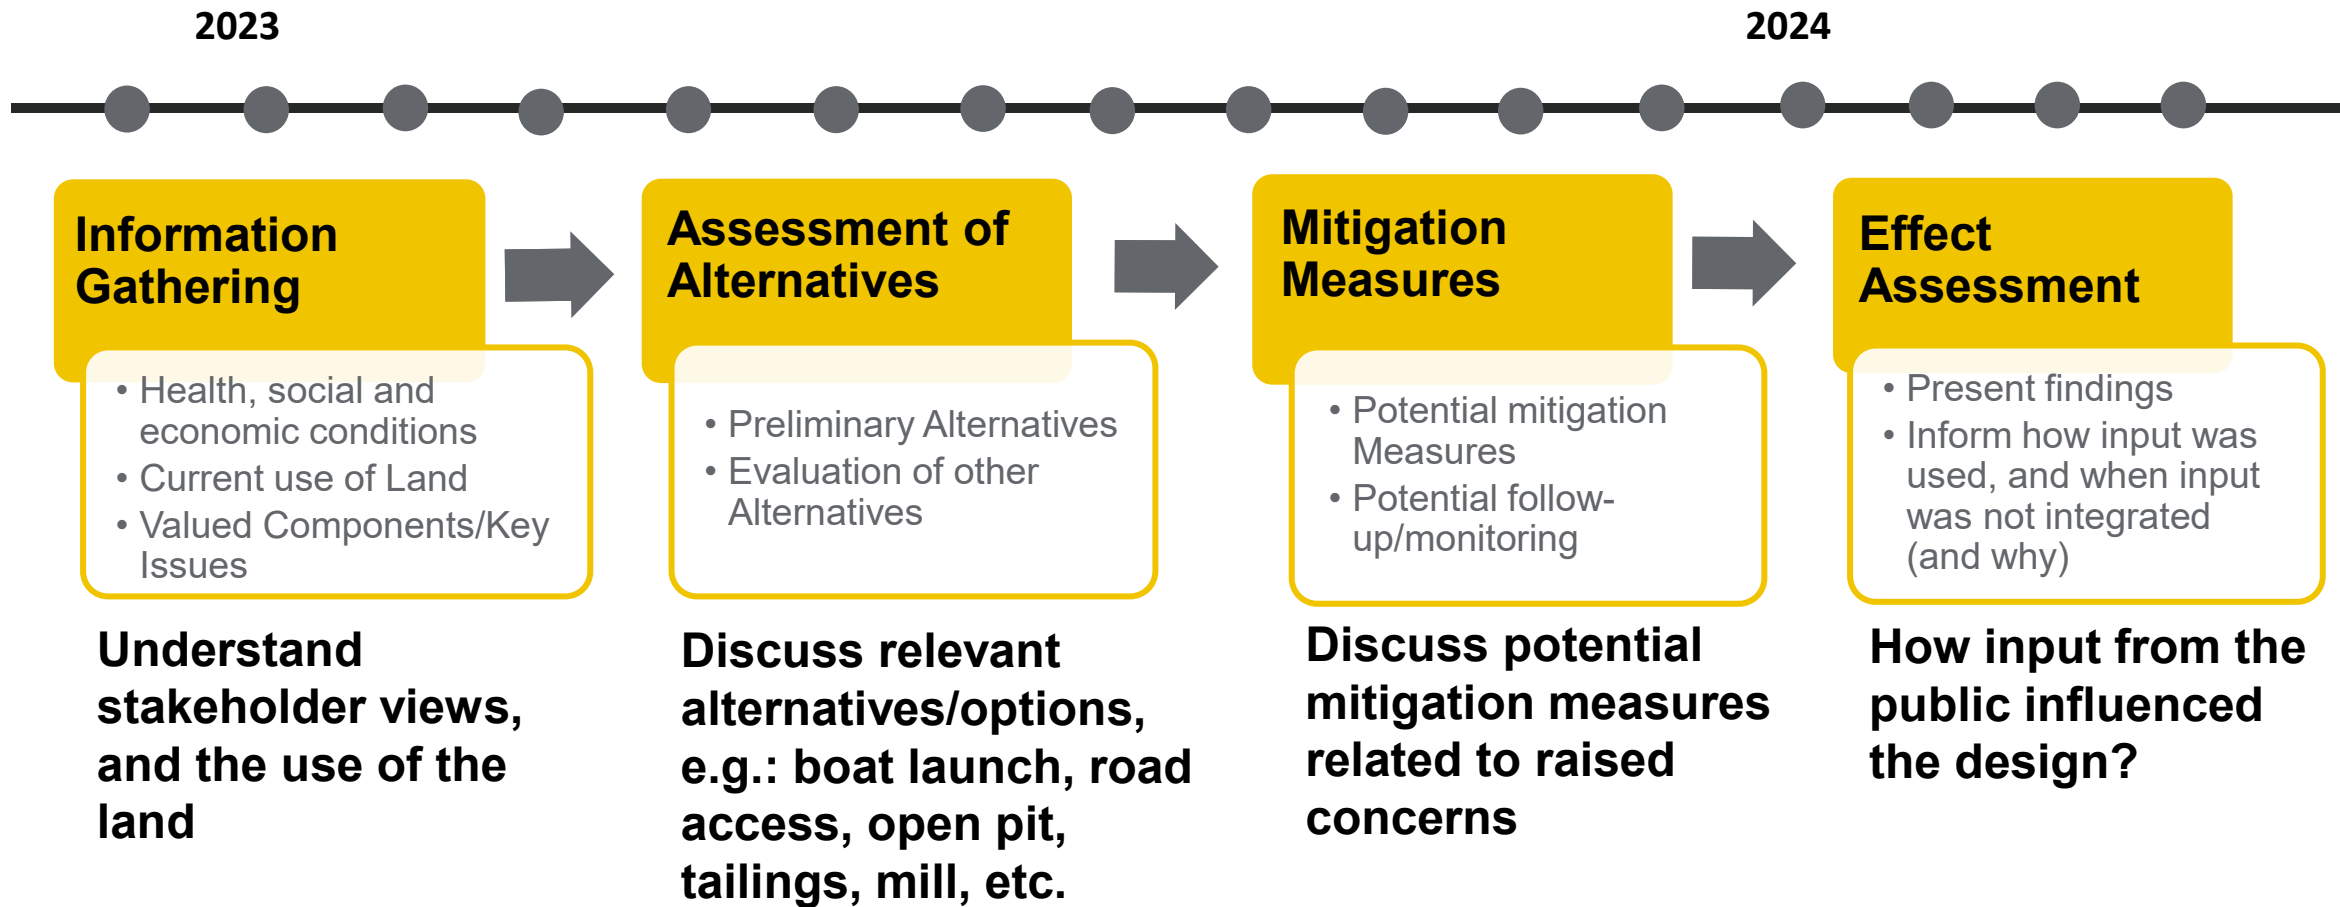 2023
2024
Information
Gathering
• Health, social and
economic conditions
• Current use of Land
• Valued Components/Key
Issues
Understand
stakeholder views,
and the use of the
land
Assessment of
Alternatives
• Preliminary Alternatives
• Evaluation of other
Alternatives
Discuss relevant
alternatives/options,
e.g.: boat launch, road
access, open pit,
tailings, mill, etc.
Mitigation
Measures
• Potential mitigation
Measures
• Potential follow-
up/monitoring
Discuss potential
mitigation measures
related to raised
concerns
Effect
Assessment
• Present findings
• Inform how input was
used, and when input
was not integrated
(and why)
How input from the
public influenced
the design?